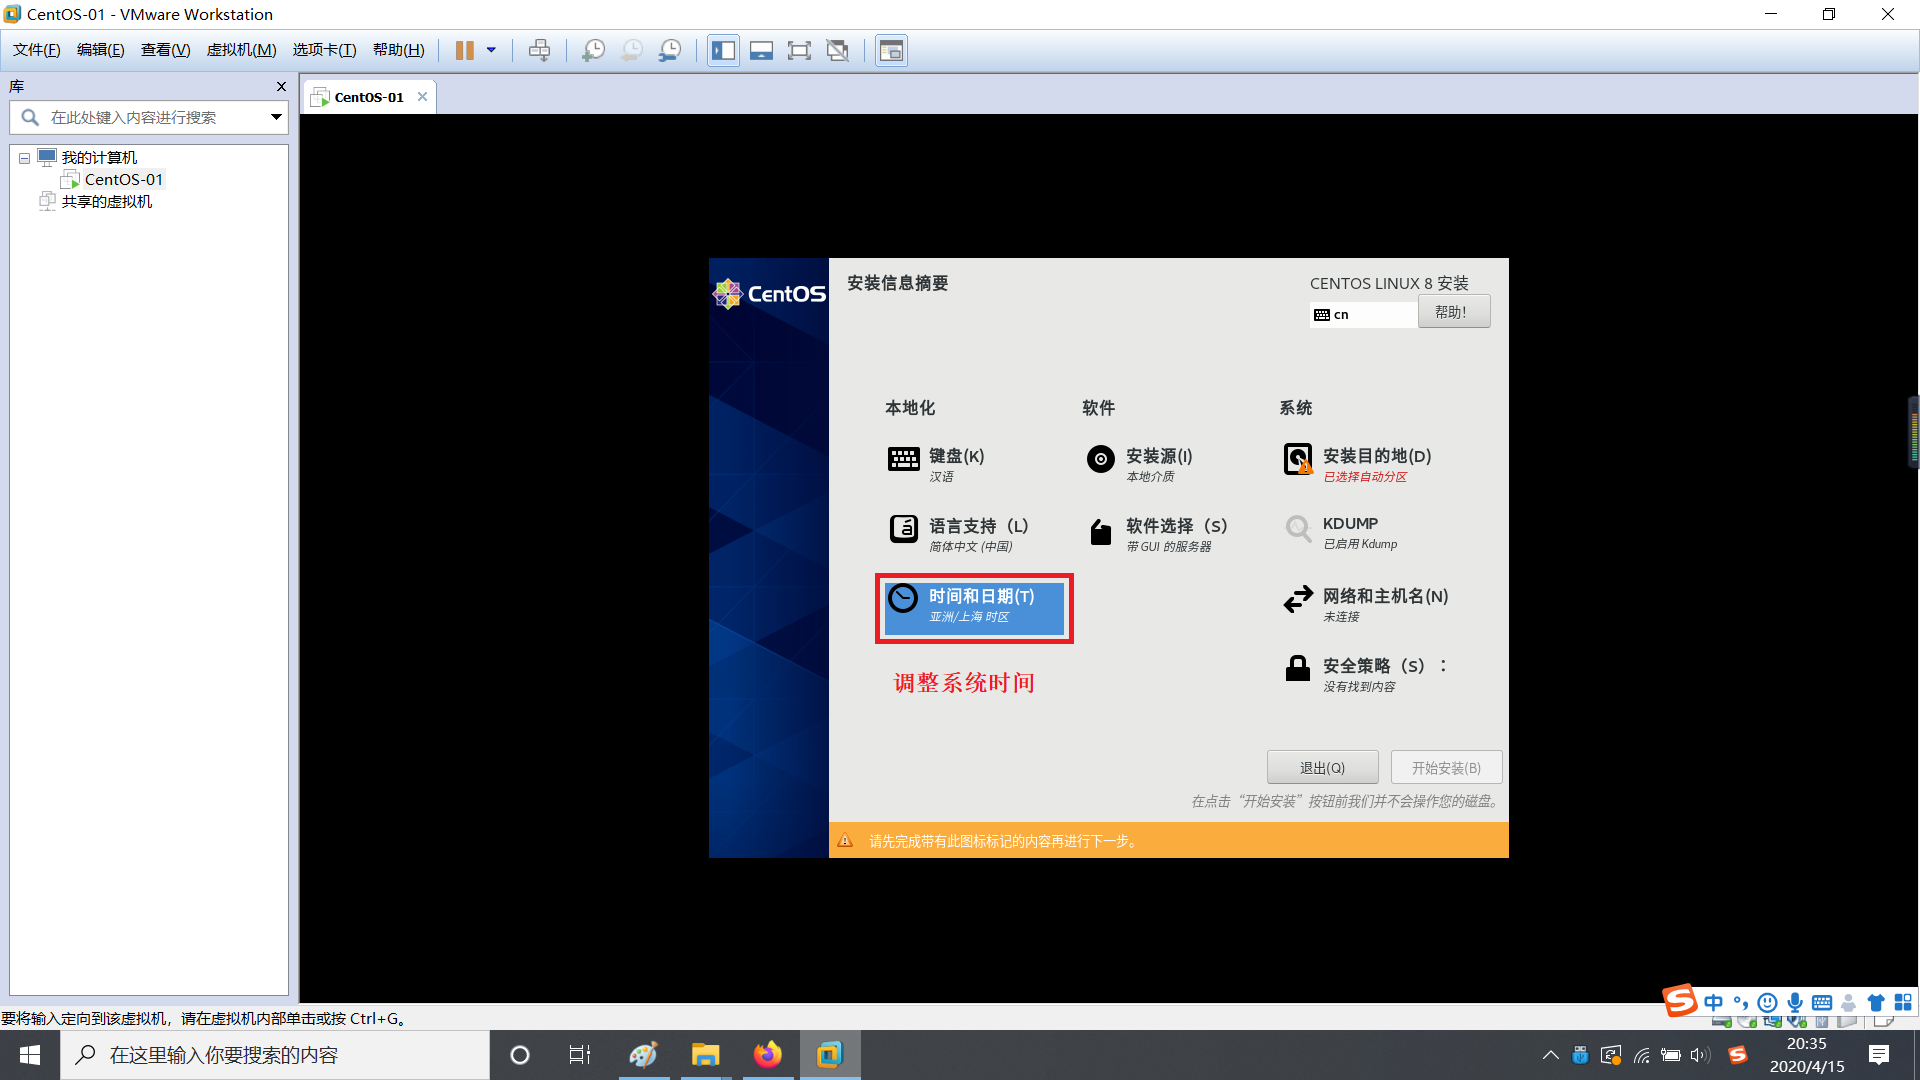 CentOS-01 - VMware Workstation
文件(F) 编辑(E) 查看(V) 虚拟机(M) 选项卡(T) 帮助(H)
库
CentOS-01
在此处键入内容进行搜索
我的计算机
CentOS-01
共享的虚拟机
CentOS
安装信息摘要
CENTOS LINUX 8 安装
cn
帮助!
本地化
软件
系统
键盘(K)
汉语
安装源(I)
本地介质
安装目的地(D)
已选择自动分区
语言支持（L）
简体中文 (中国)
软件选择（S）
带 GUI 的服务器
KDUMP
已启用 Kdump
时间和日期(T)
亚洲/上海 时区
网络和主机名(N)
未连接
调整系统时间
安全策略（S）：
没有找到内容
退出(Q)
开始安装(B)
在点击“开始安装”按钮前我们并不会操作您的磁盘。
请先完成带有此图标标记的内容再进行下一步。
中
要将输入定向到该虚拟机，请在虚拟机内部单击或按 Ctrl+G。
在这里输入你要搜索的内容
20:35
2020/4/15